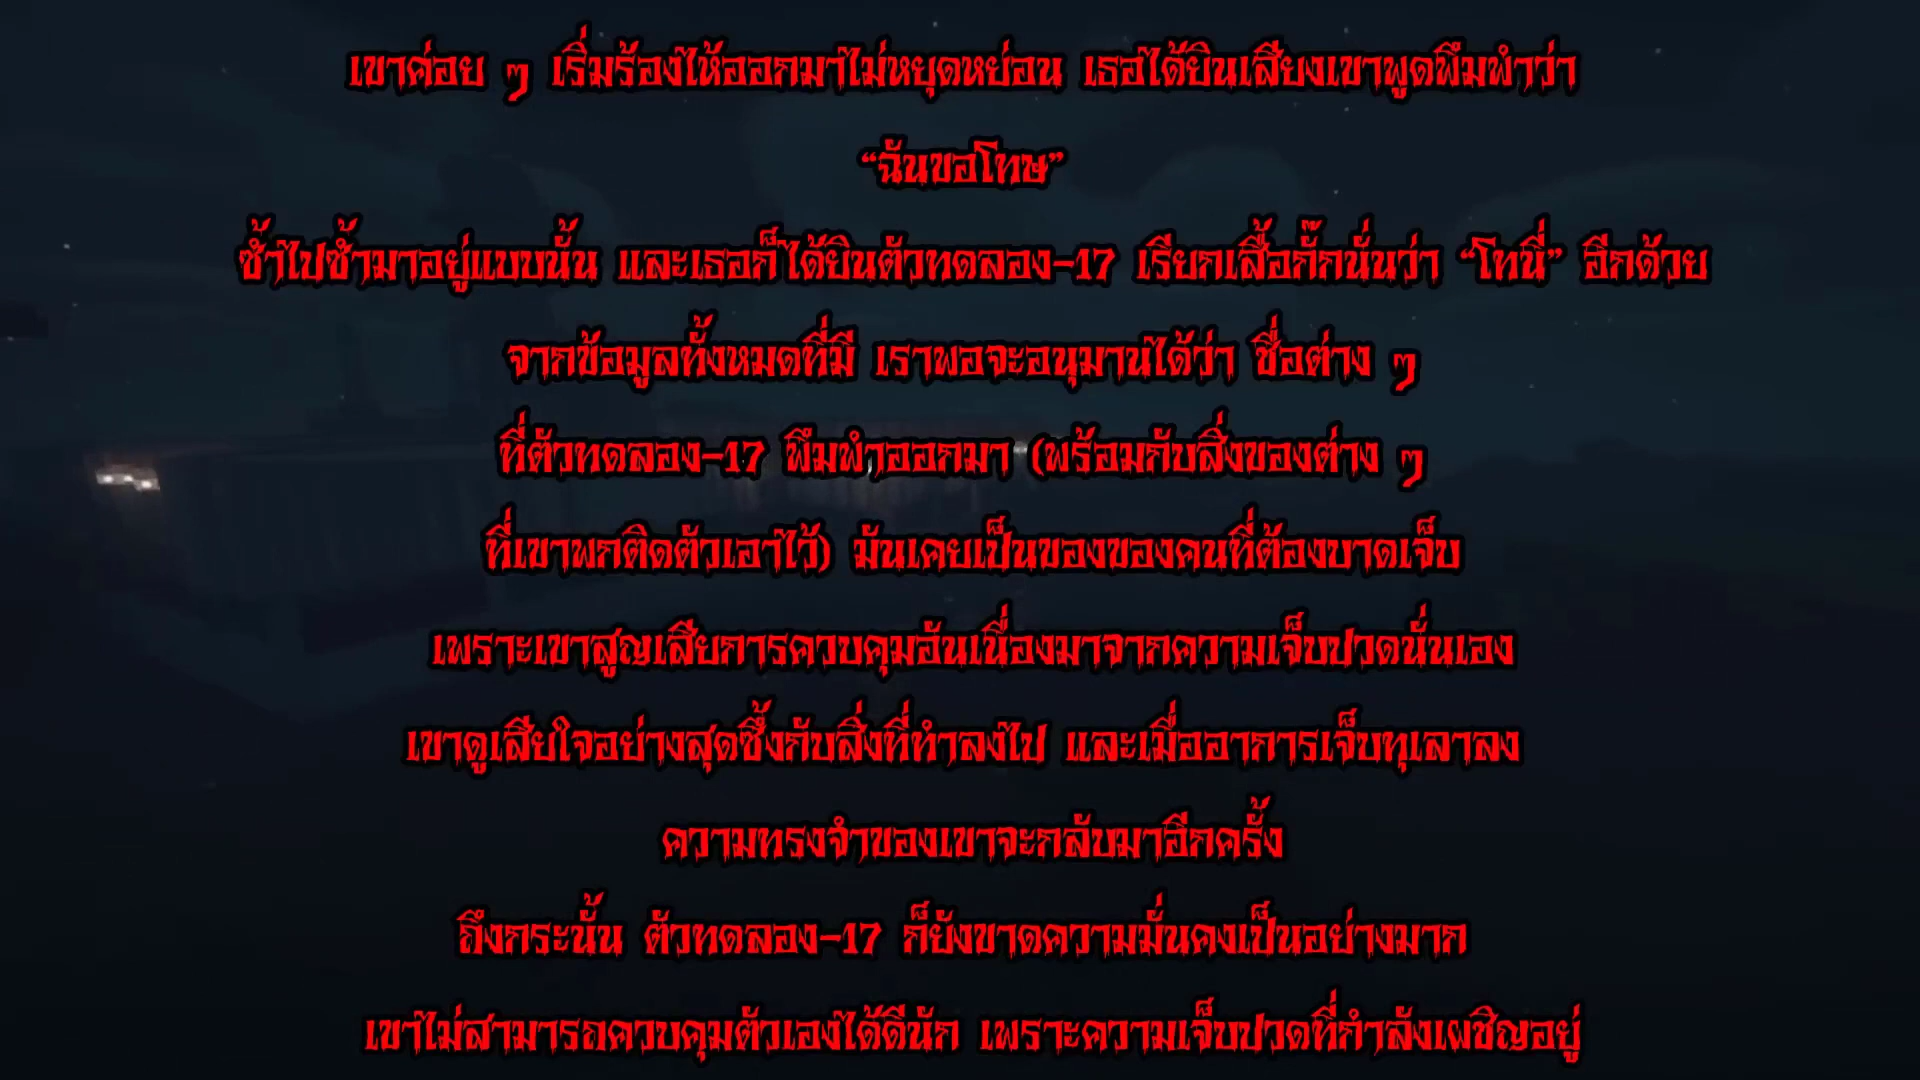 เขาค่อย ๆ เริ่มร้องไห้ออกมาไม่หยุดหย่อน เธอได้ยินเสียงเขาพูดพึมพำว่า
“ฉันขอโทษ”
ซ้ำไปซ้ำมาอยู่แบบนั้น และเธอก็ได้ยินตัวทดลอง-17 เรียกเสื้อกั๊กนั่นว่า “โทนี่” อีกด้วย
จากข้อมูลทั้งหมดที่มี เราพอจะอนุมานได้ว่า ชื่อต่าง ๆ
ที่ตัวทดลอง-17 พึมพำออกมา (พร้อมกับสิ่งของต่าง ๆ
ที่เขาพกติดตัวเอาไว้) มันเคยเป็นของของคนที่ต้องบาดเจ็บ
เพราะเขาสูญเสียการควบคุมอันเนื่องมาจากความเจ็บปวดนั่นเอง
เขาดูเสียใจอย่างสุดซึ้งกับสิ่งที่ทำลงไป และเมื่ออาการเจ็บทุเลาลง
ความทรงจำของเขาจะกลับมาอีกครั้ง
ถึงกระนั้น ตัวทดลอง-17 ก็ยังขาดความมั่นคงเป็นอย่างมาก
เขาไม่สามารถควบคุมตัวเองได้ดีนัก เพราะความเจ็บปวดที่กำลังเผชิญอยู่